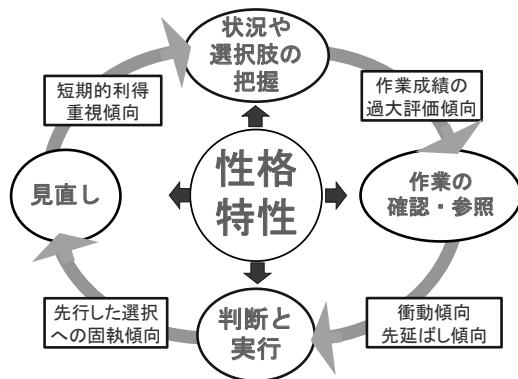 状況や
選択肢の
把握
短期的利得
重視傾向
作業成績の
過大評価傾向
性格
特性
見直し
作業の
確認・参照
先行した選択
への固執傾向
判断と
実行
衝動傾向
先延ばし傾向